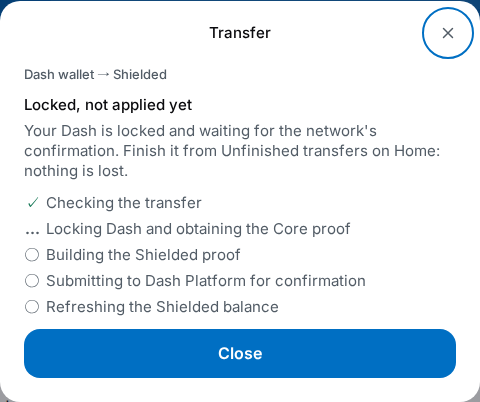 Transfer
Dash wallet → Shielded
Locked, not applied yet
Your Dash is locked and waiting for the network's
confirmation. Finish it from Unfinished transfers on Home:
nothing is lost.
✓ Checking the transfer
... Locking Dash and obtaining the Core proof
○ Building the Shielded proof
○ Submitting to Dash Platform for confirmation
○ Refreshing the Shielded balance
Close